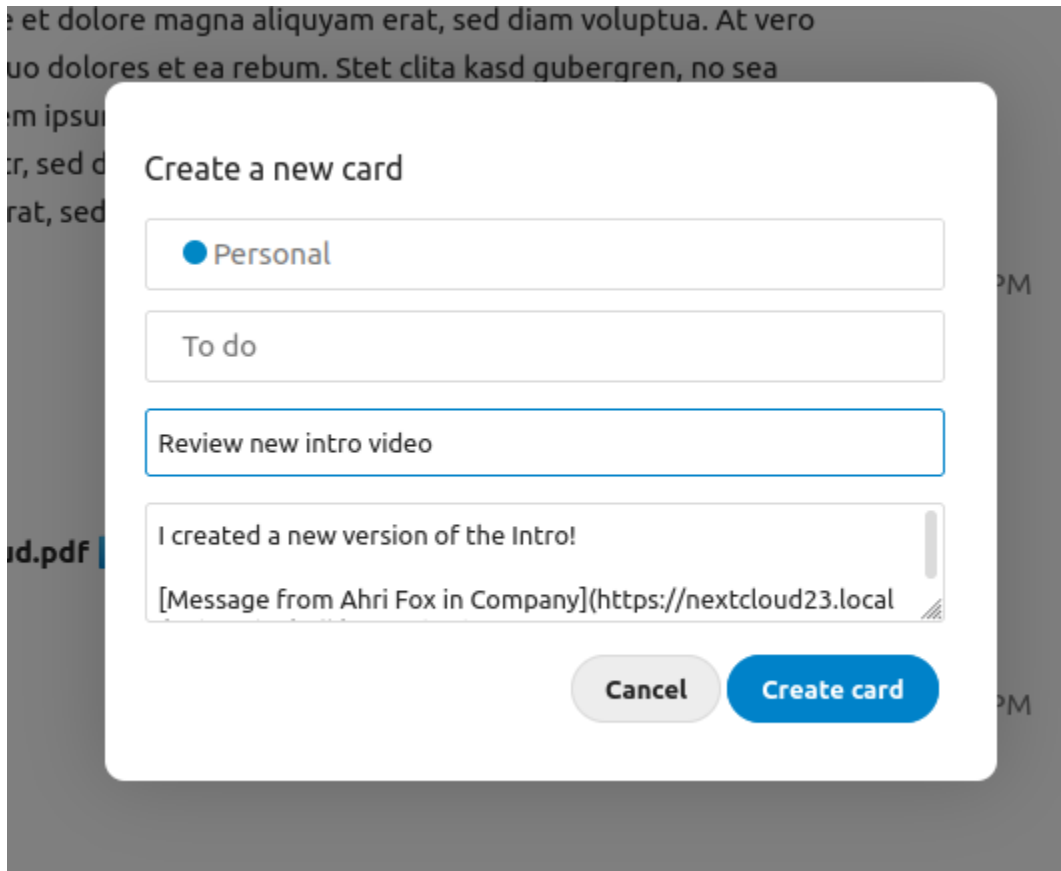 et dolore magna aliquyam erat, sed diam voluptua. At vero
uo dolores et ea rebum. Stet clita kasd gubergren, no sea
em ipsu
tr, sed d
rat, sed
Create a new card
Personal
PM
To do
Review new intro video
I created a new version of the Intro!
ud.pdf
[Message from Ahri Fox in Company](https://nextcloud23.local
Cancel
Create card
PM